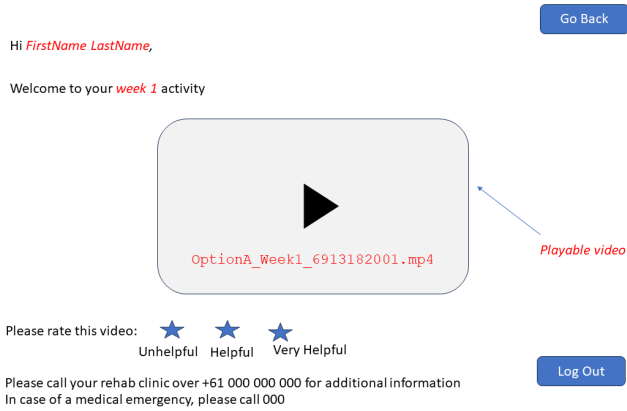 Go Back
Hi FirstName LastName,
Welcome to your week 1 activity
OptionA_Week1_6913182001.mp4
Playable video
Please rate this video:
Unhelpful Helpful Very Helpful
Log Out
Please call your rehab clinic over +61 000 000 000 for additional information
In case of a medical emergency, please call 000